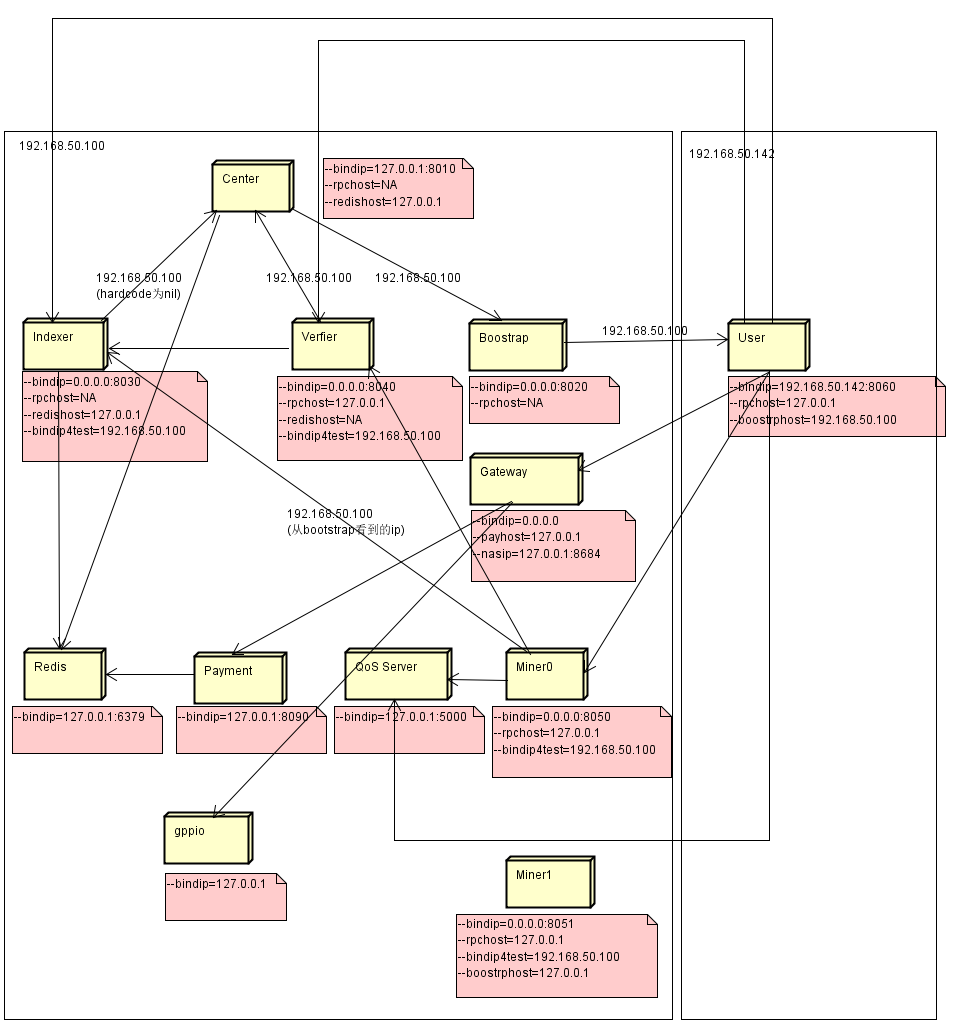 192.168.50.100
192.168.50.142
Center
--bindip=127.0.0.1:8010
--rpchost=NA
--redishost=127.0.0.1
192.168.50.100
(hardcode为nil)
192.168.50.100
192.168.50.100
Indexer
--bindip=0.0.0.0:8030
--rpchost=NA
--redishost=127.0.0.1
--bindip4test=192.168.50.100
Verfier
--bindip=0.0.0.0:8040
--rpchost=127.0.0.1
--redishost=NA
--bindip4test=192.168.50.100
Boostrap
--bindip=0.0.0.0:8020
--rpchost=NA
192.168.50.100
User
--bindip=192.168.50.142:8060
--rpchost=127.0.0.1
--boostrphost=192.168.50.100
Gateway
--bindip=0.0.0.0
--payhost=127.0.0.1
--nasip=127.0.0.1:8684
192.168.50.100
(从bootstrap看到的ip)
Redis
--bindip=127.0.0.1:6379
Payment
--bindip=127.0.0.1:8090
QoS Server
--bindip=127.0.0.1:5000
Miner0
--bindip=0.0.0.0:8050
--rpchost=127.0.0.1
--bindip4test=192.168.50.100
gppio
--bindip=127.0.0.1
Miner1
--bindip=0.0.0.0:8051
--rpchost=127.0.0.1
--bindip4test=192.168.50.100
--boostrphost=127.0.0.1